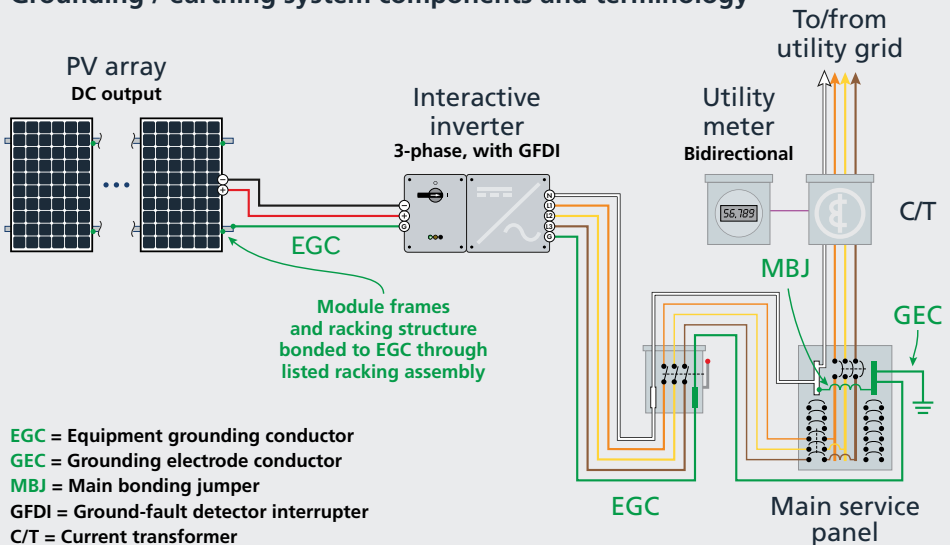 Grounding / earthing system components and terminology
To/from
utility grid
PV array
DC output
Interactive
inverter
3-phase, with GFDI
Utility
meter
Bidirectional
56,789
C/T
−
+
EGC
−
+
G
N
L1
L2
L3
G
MBJ
GEC
Module frames
and racking structure
bonded to EGC through
listed racking assembly
EGC = Equipment grounding conductor
GEC = Grounding electrode conductor
MBJ = Main bonding jumper
GFDI = Ground-fault detector interrupter
C/T = Current transformer
EGC
Main service
panel